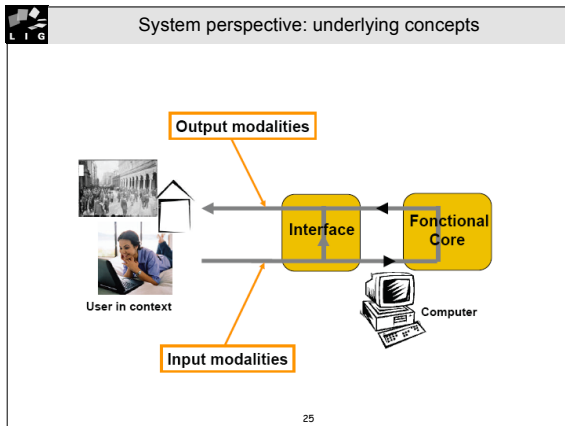 L I G
System perspective: underlying concepts
Output modalities
Interface
Fonctional
Core
User in context
Computer
Input modalities
25